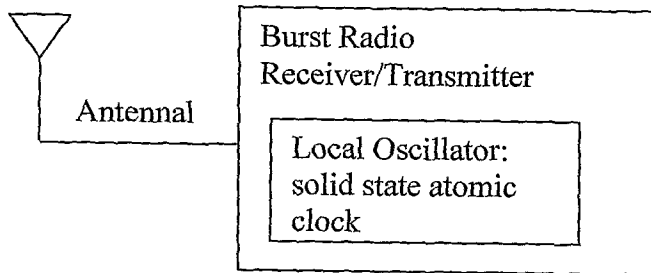 Burst Radio
Receiver/Transmitter
Antennal
Local Oscillator:
solid state atomic
clock